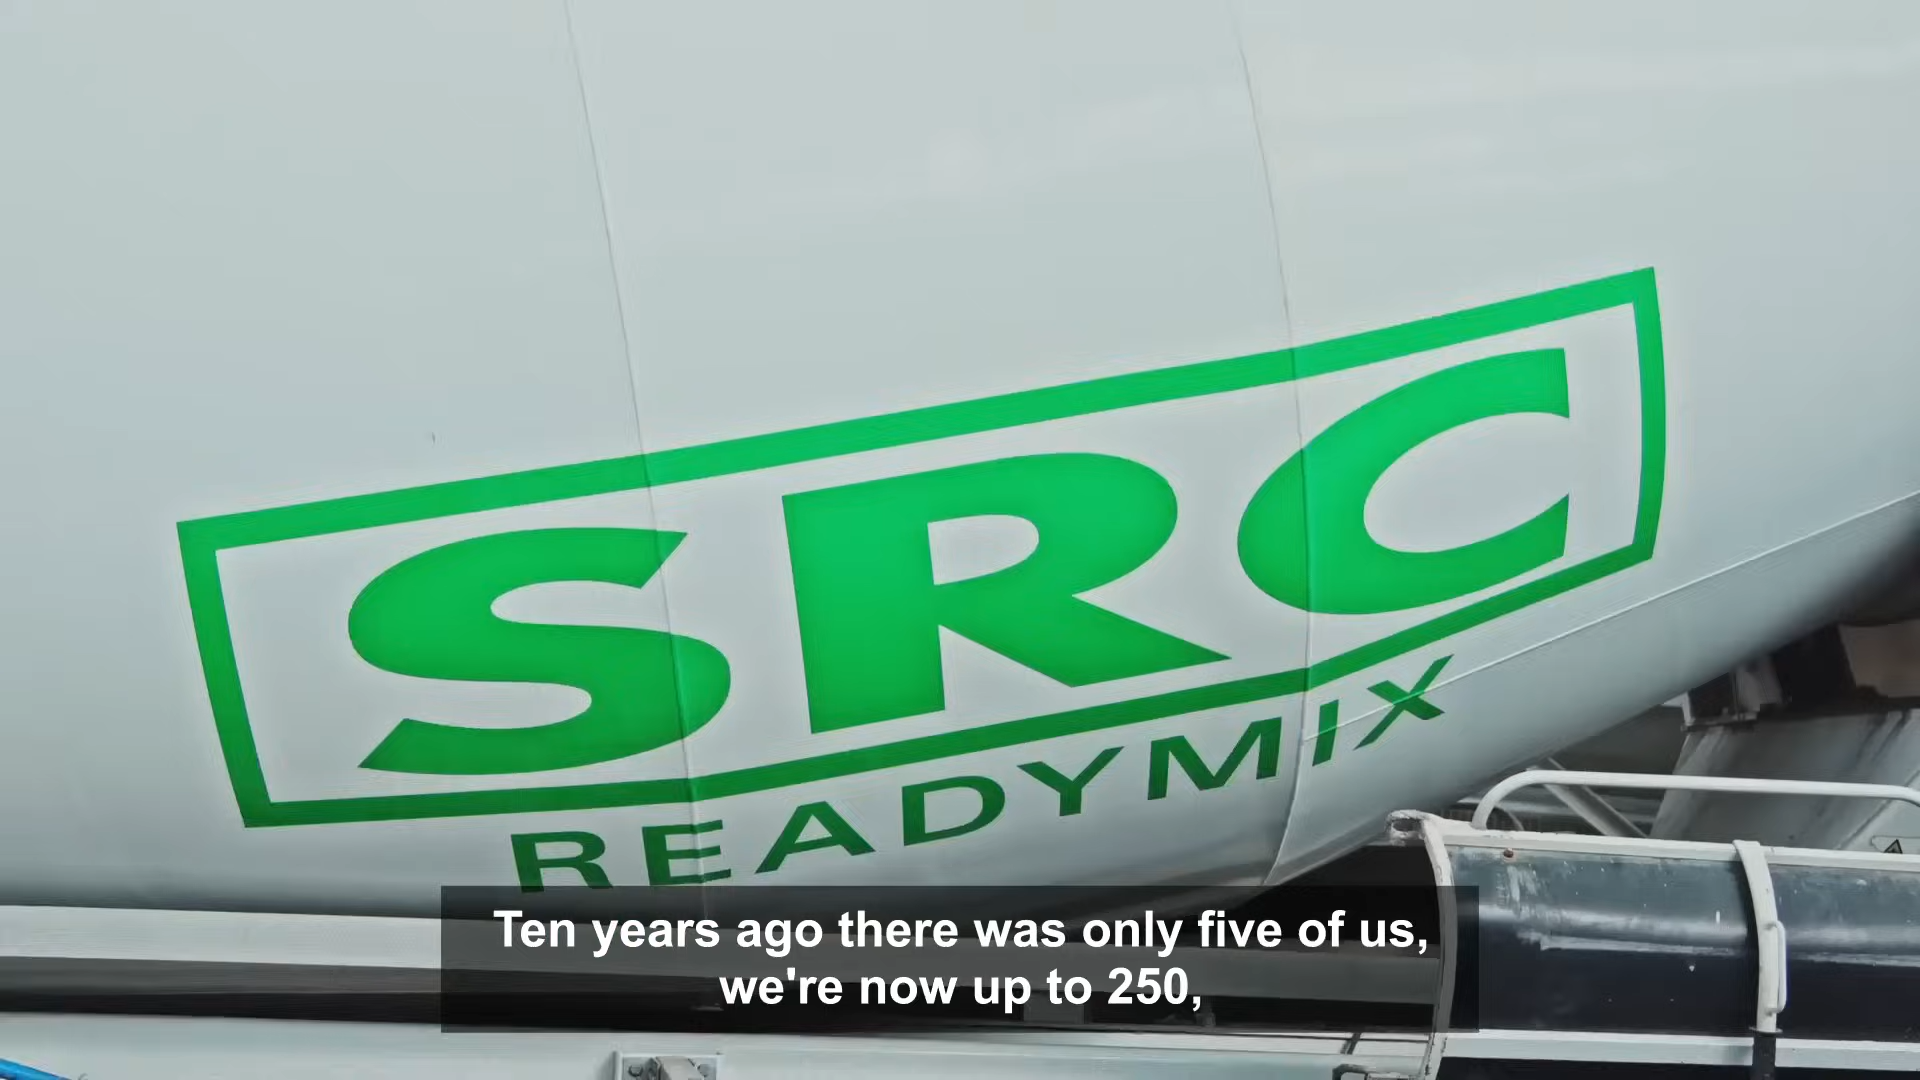 SRC
READYMIX
Ten years ago there was only five of us,
we're now up to 250,